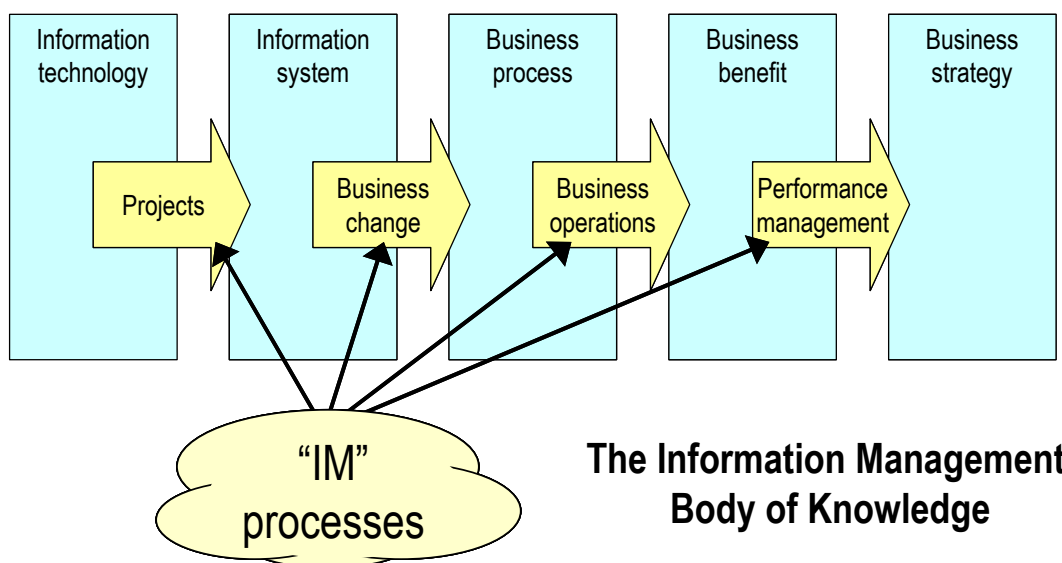 Information
technology
Information
system
Business
process
Business
benefit
Business
strategy
Projects
Business
change
Business
operations
Performance
management
“IM”
processes
The Information Management
Body of Knowledge